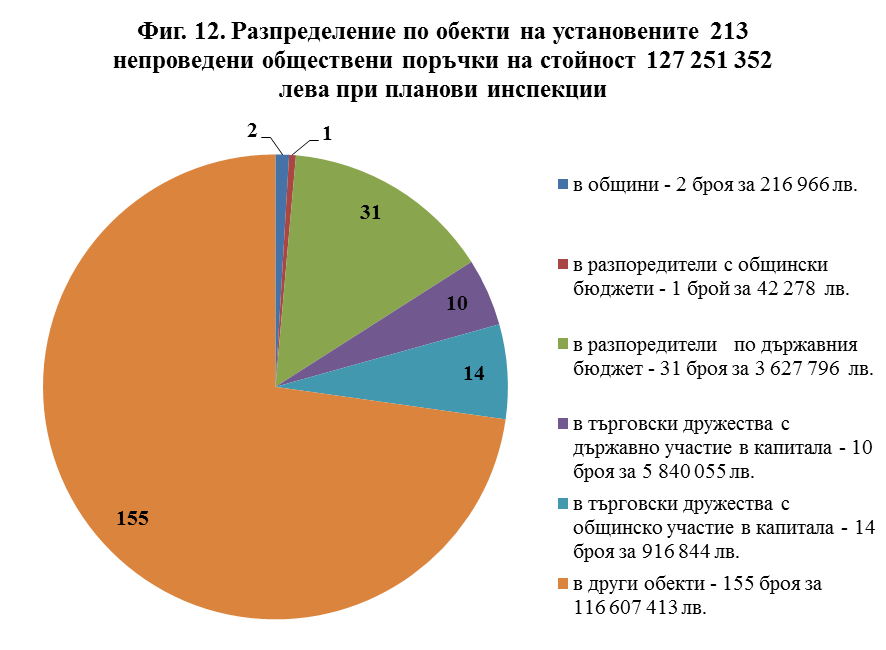 Фиг. 12. Разпределение по обекти на установените 213
непроведени обществени поръчки на стойност 127 251 352
лева при планови инспекции
2
1
31
10
14
155
в общини - 2 броя за 216 966 лв.
в разпоредители с общински
бюджети - 1 брой за 42 278 лв.
в разпоредители по държавния
бюджет - 31 броя за 3 627 796 лв.
в търговски дружества с
държавно участие в капитала - 10
броя за 5 840 055 лв.
в търговски дружества с
общинско участие в капитала - 14
броя за 916 844 лв.
в други обекти - 155 броя за
116 607 413 лв.